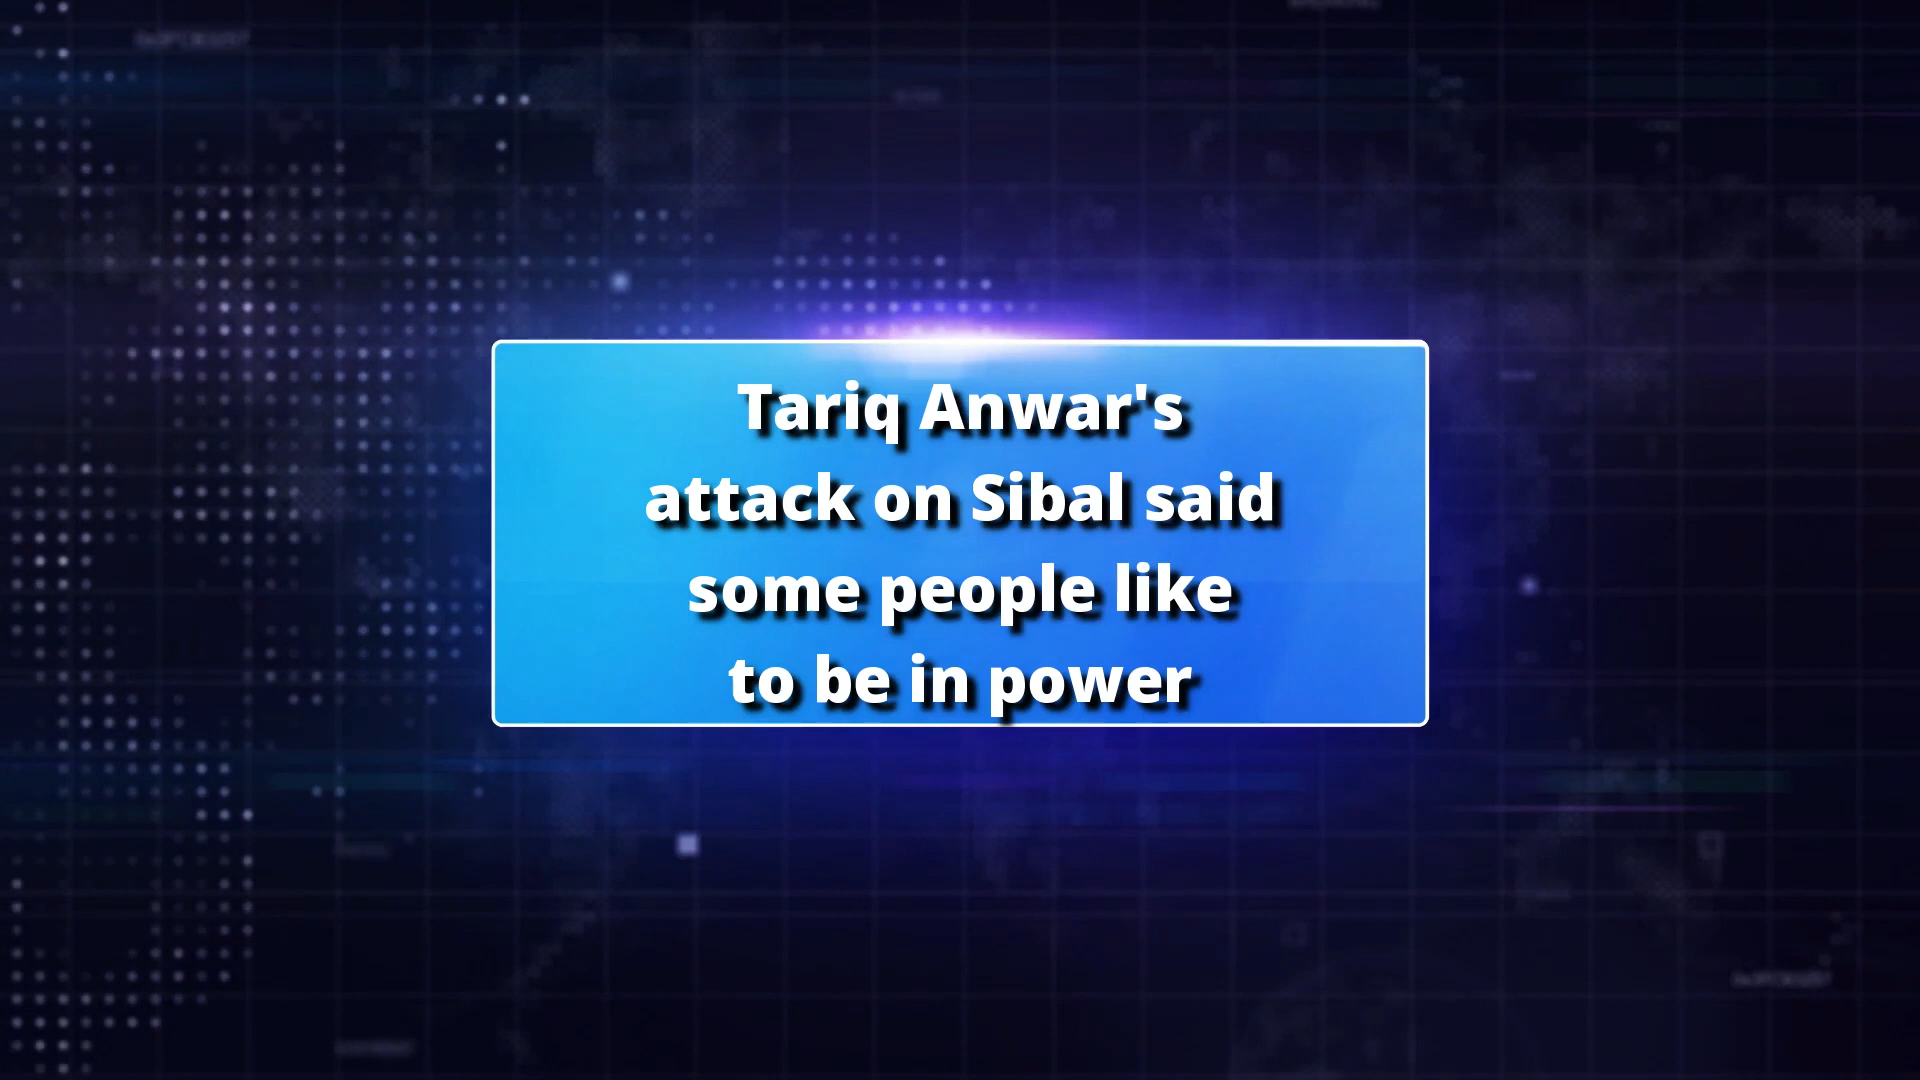 Tariq Anwar's
attack on Sibal said
some people like
to be in power